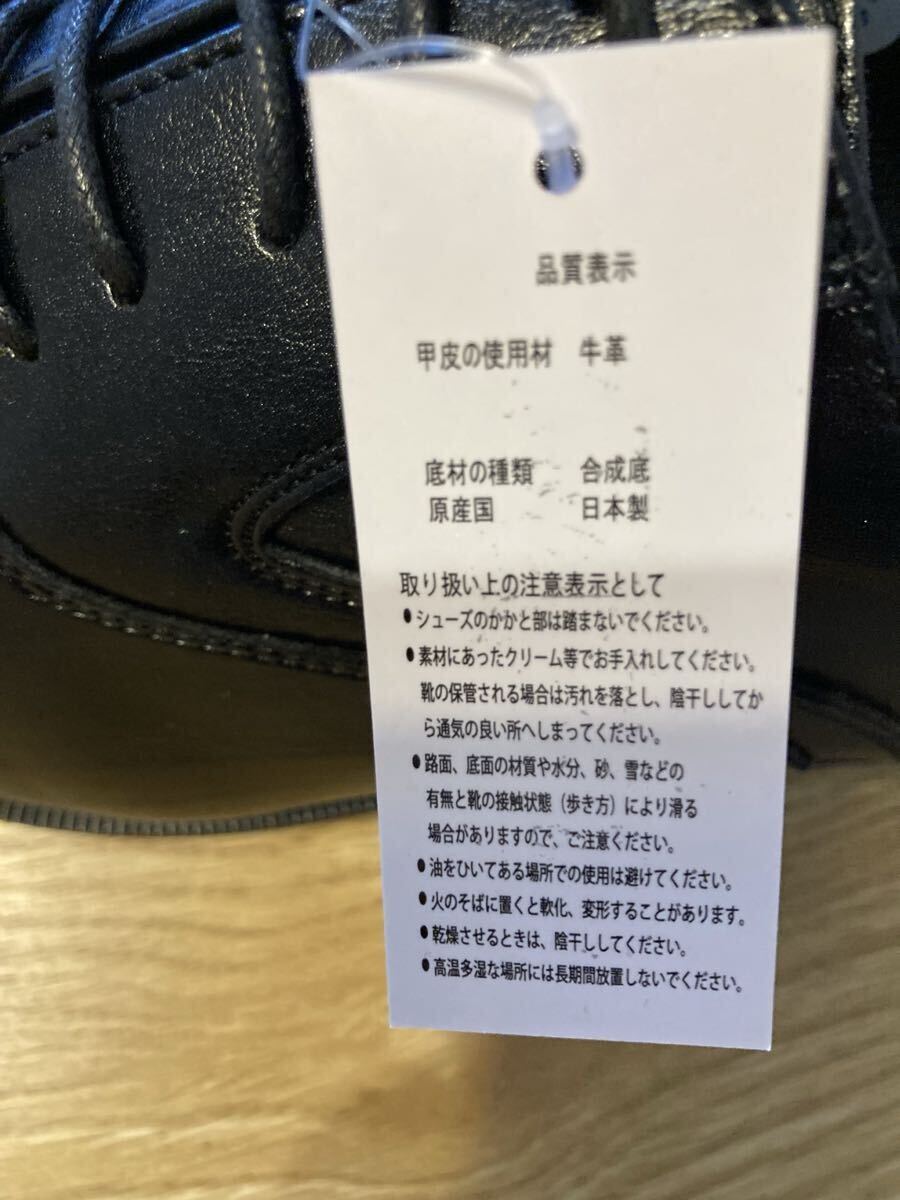 品質表示
甲皮の使用材　牛革
底材の種類　合成底
原産国　日本製
取り扱い上の注意表示として
●シューズのかかと部は踏まないでください。
●素材にあったクリーム等でお手入れしてください。
靴の保管される場合は汚れを落とし、陰干ししてか
ら通気の良い所へしまってください。
●路面、底面の材質や水分、砂、雪などの
有無と靴の接触状態（歩き方）により滑る
場合がありますので、ご注意ください。
●油をひいてある場所での使用は避けてください。
●火のそばに置くと軟化、変形することがあります。
●乾燥させるときは、陰干ししてください。
●高温多湿な場所には長期間放置しないでください。